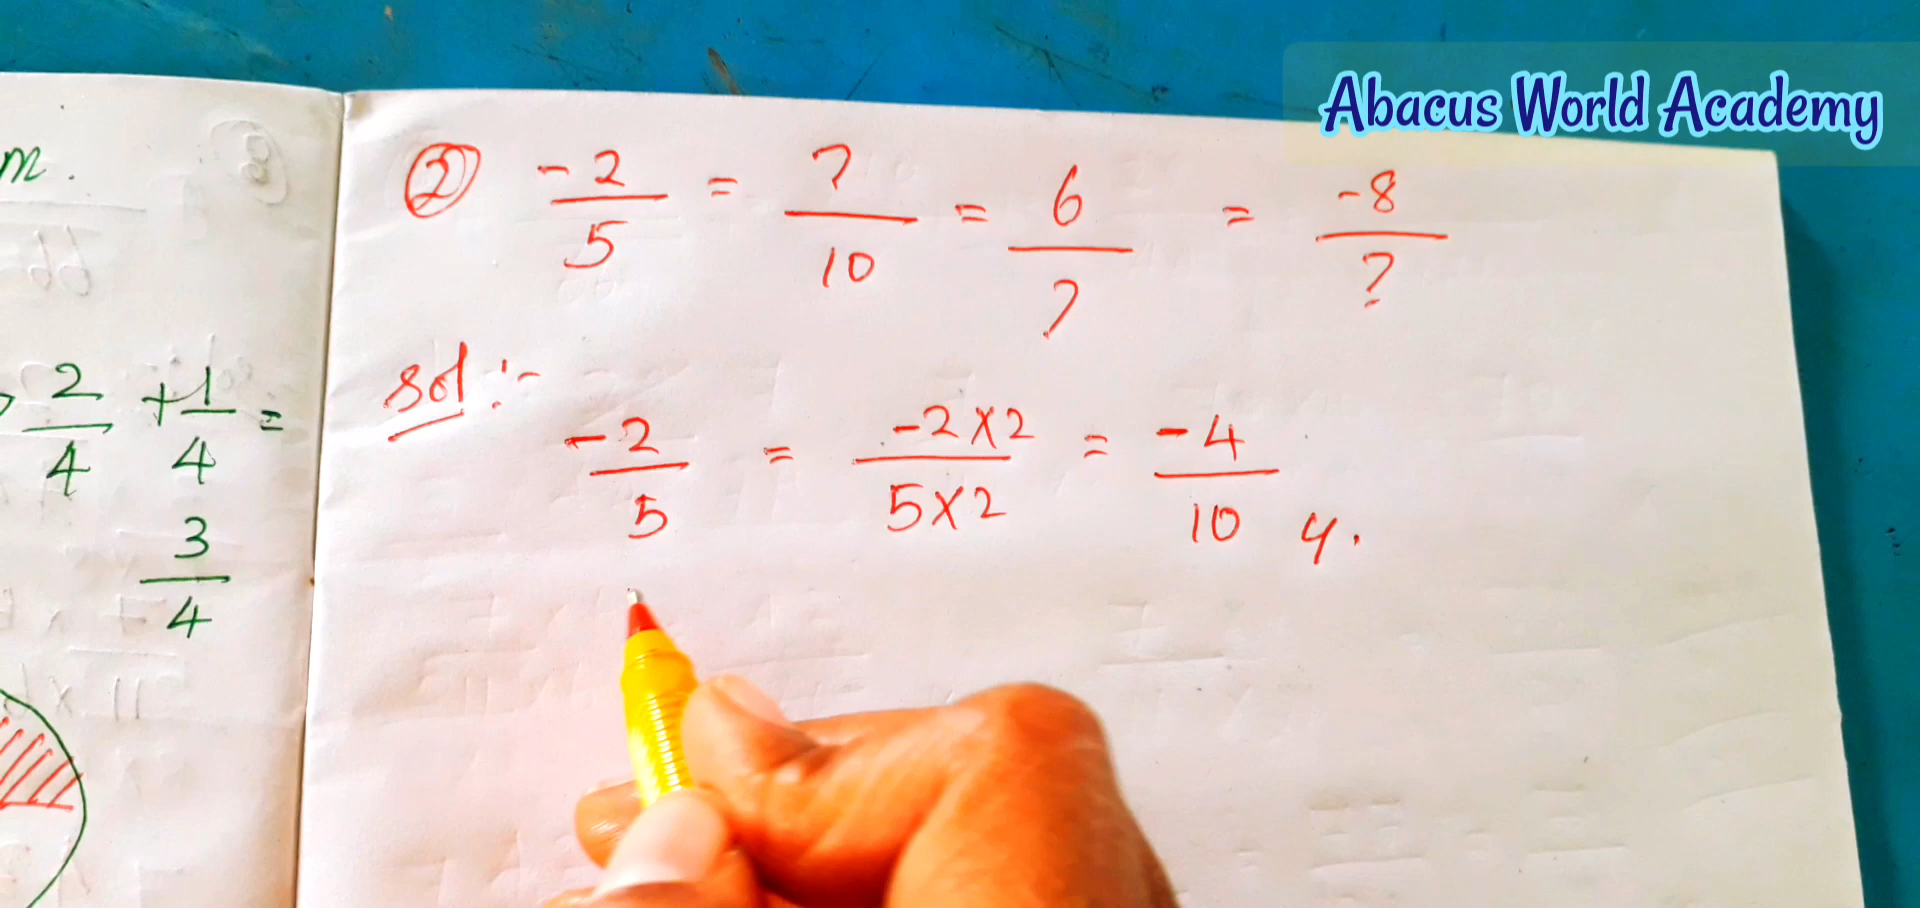 Abacus World Academy
m.
2/4 + 1/4 =
3/4
② -2/5 = ?/10 = 6/? = -8/?
Sol :-
-2/5 = -2×2/5×2 = -4/10 4.